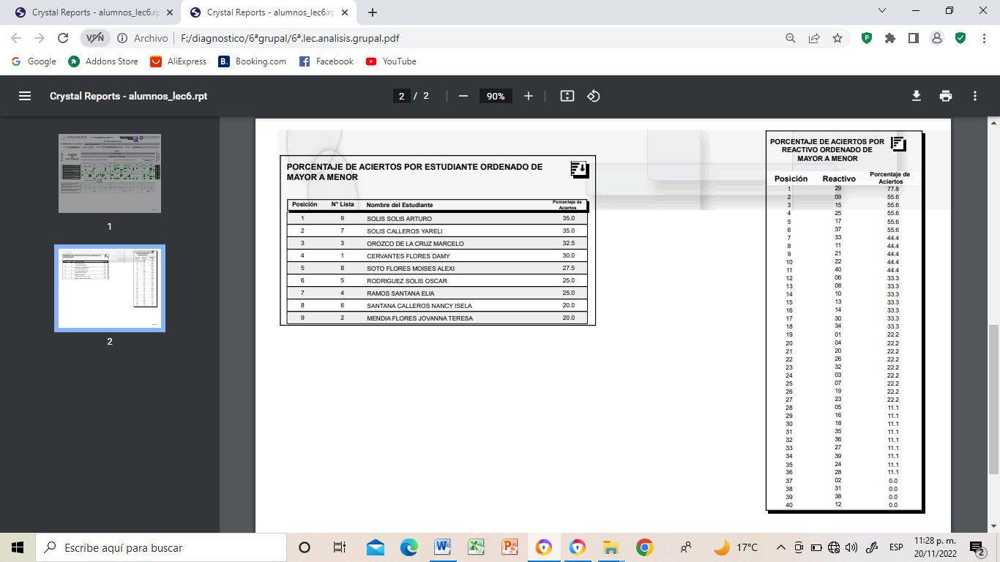 Crystal Reports - alumnos_lec6.rp
Crystal Reports - alumnos_lec6.rp
VPN
Archivo
F:/diagnostico/6ªgrupal/6ª.lec.analisis.grupal.pdf
Google
Addons Store
AliExpress
Booking.com
Facebook
YouTube
Crystal Reports - alumnos_lec6.rpt
2 / 2
90%
1
2
PORCENTAJE DE ACIERTOS POR ESTUDIANTE ORDENADO DE
MAYOR A MENOR
Posición N° Lista Nombre del Estudiante Porcentaje de Aciertos
1 9 SOLIS SOLIS ARTURO 35.0
2 7 SOLIS CALLEROS YARELI 35.0
3 3 OROZCO DE LA CRUZ MARCELO 32.5
4 1 CERVANTES FLORES DAMY 30.0
5 8 SOTO FLORES MOISES ALEXI 27.5
6 5 RODRIGUEZ SOLIS OSCAR 25.0
7 4 RAMOS SANTANA ELIA 25.0
8 6 SANTANA CALLEROS NANCY ISELA 20.0
9 2 MENDIA FLORES JOVANNA TERESA 20.0
PORCENTAJE DE ACIERTOS POR
REACTIVO ORDENADO DE
MAYOR A MENOR
Posición Reactivo Porcentaje de Aciertos
1 29 77.8
2 09 55.6
3 15 55.6
4 25 55.6
5 17 55.6
6 37 55.6
7 33 44.4
8 11 44.4
9 21 44.4
10 22 44.4
11 40 44.4
12 06 33.3
13 08 33.3
14 10 33.3
15 13 33.3
16 14 33.3
17 30 33.3
18 34 33.3
19 01 22.2
20 04 22.2
21 20 22.2
22 26 22.2
23 32 22.2
24 03 22.2
25 07 22.2
26 19 22.2
27 23 22.2
28 05 11.1
29 16 11.1
30 18 11.1
31 35 11.1
32 36 11.1
33 27 11.1
34 39 11.1
35 24 11.1
36 28 11.1
37 02 0.0
38 31 0.0
39 38 0.0
40 12 0.0
Escribe aquí para buscar
17°C
ESP
11:28 p. m.
20/11/2022
2